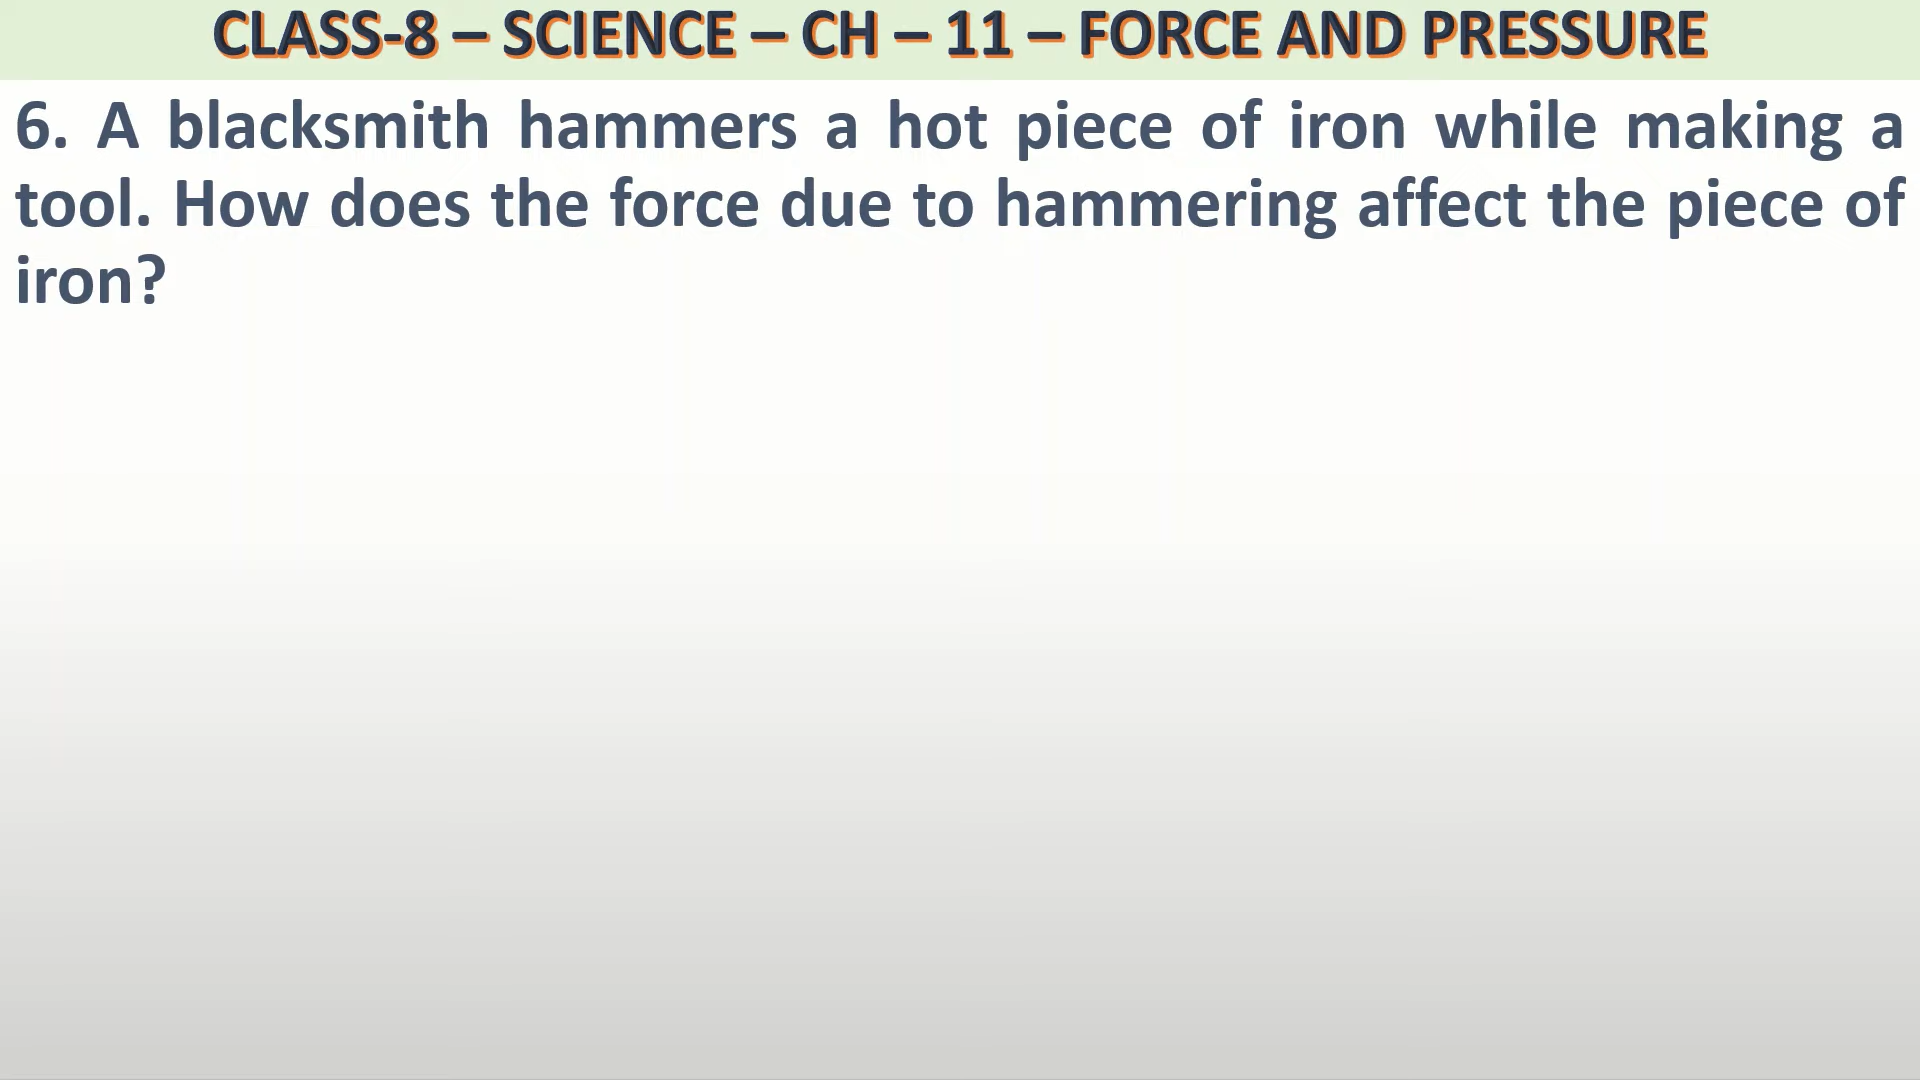 CLASS-8 – SCIENCE – CH – 11 – FORCE AND PRESSURE
6. A blacksmith hammers a hot piece of iron while making a
tool. How does the force due to hammering affect the piece of
iron?